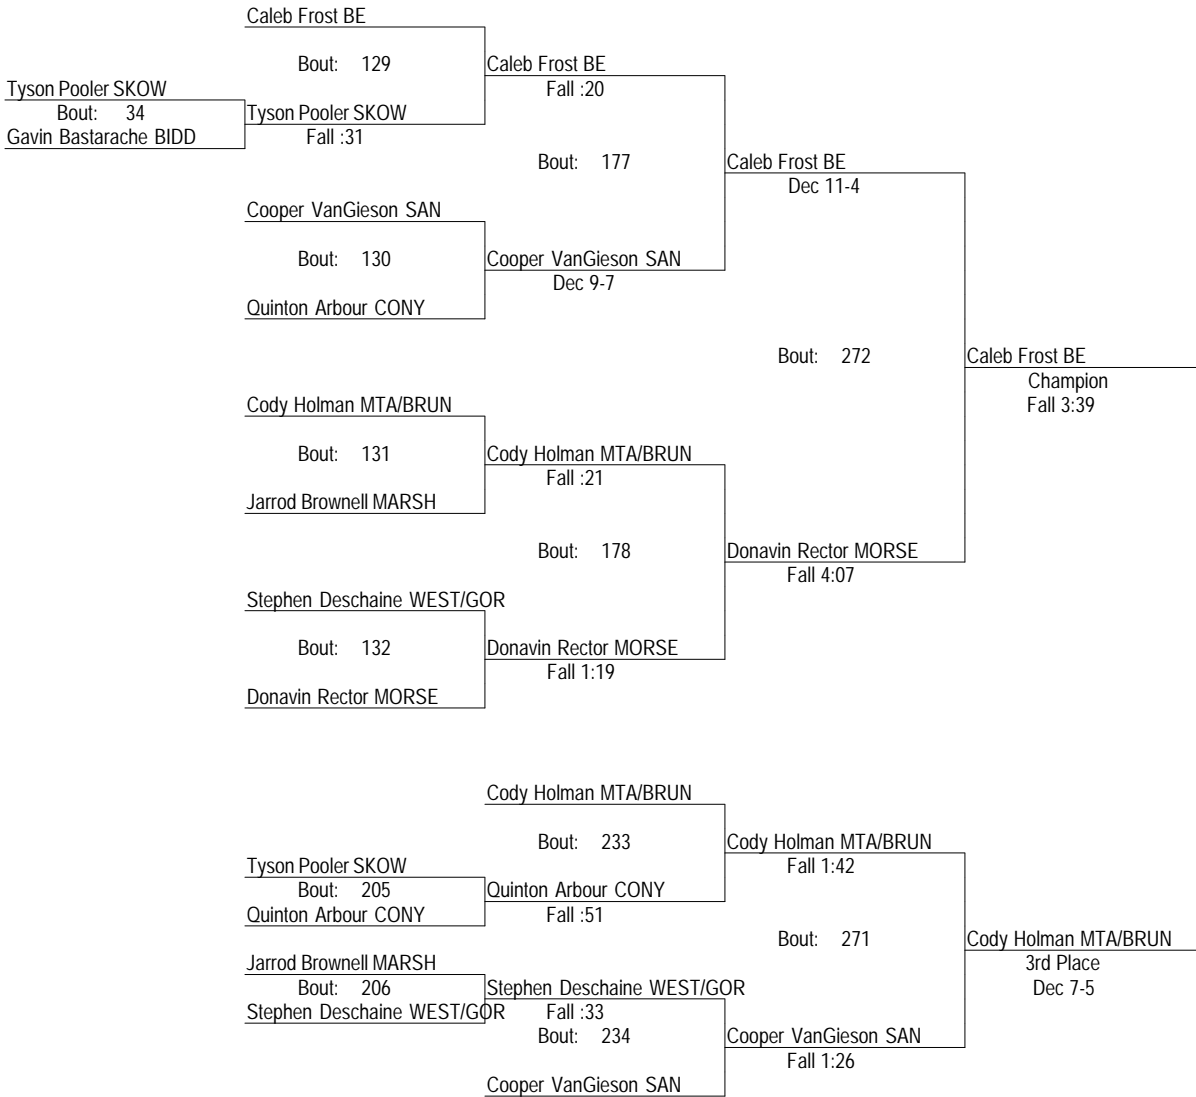 Caleb Frost BE
Bout: 129
Caleb Frost BE
Fall :20
Tyson Pooler SKOW
Bout: 34
Gavin Bastarache BIDD
Tyson Pooler SKOW
Fall :31
Bout: 177
Caleb Frost BE
Dec 11-4
Cooper VanGieson SAN
Bout: 130
Cooper VanGieson SAN
Dec 9-7
Quinton Arbour CONY
Bout: 272
Caleb Frost BE
Champion
Fall 3:39
Cody Holman MTA/BRUN
Bout: 131
Cody Holman MTA/BRUN
Fall :21
Jarrod Brownell MARSH
Bout: 178
Donavin Rector MORSE
Fall 4:07
Stephen Deschaine WEST/GOR
Bout: 132
Donavin Rector MORSE
Fall 1:19
Donavin Rector MORSE
Cody Holman MTA/BRUN
Bout: 233
Cody Holman MTA/BRUN
Fall 1:42
Tyson Pooler SKOW
Bout: 205
Quinton Arbour CONY
Quinton Arbour CONY
Fall :51
Bout: 271
Cody Holman MTA/BRUN
3rd Place
Dec 7-5
Jarrod Brownell MARSH
Bout: 206
Stephen Deschaine WEST/GOR
Stephen Deschaine WEST/GOR
Fall :33
Bout: 234
Cooper VanGieson SAN
Fall 1:26
Cooper VanGieson SAN